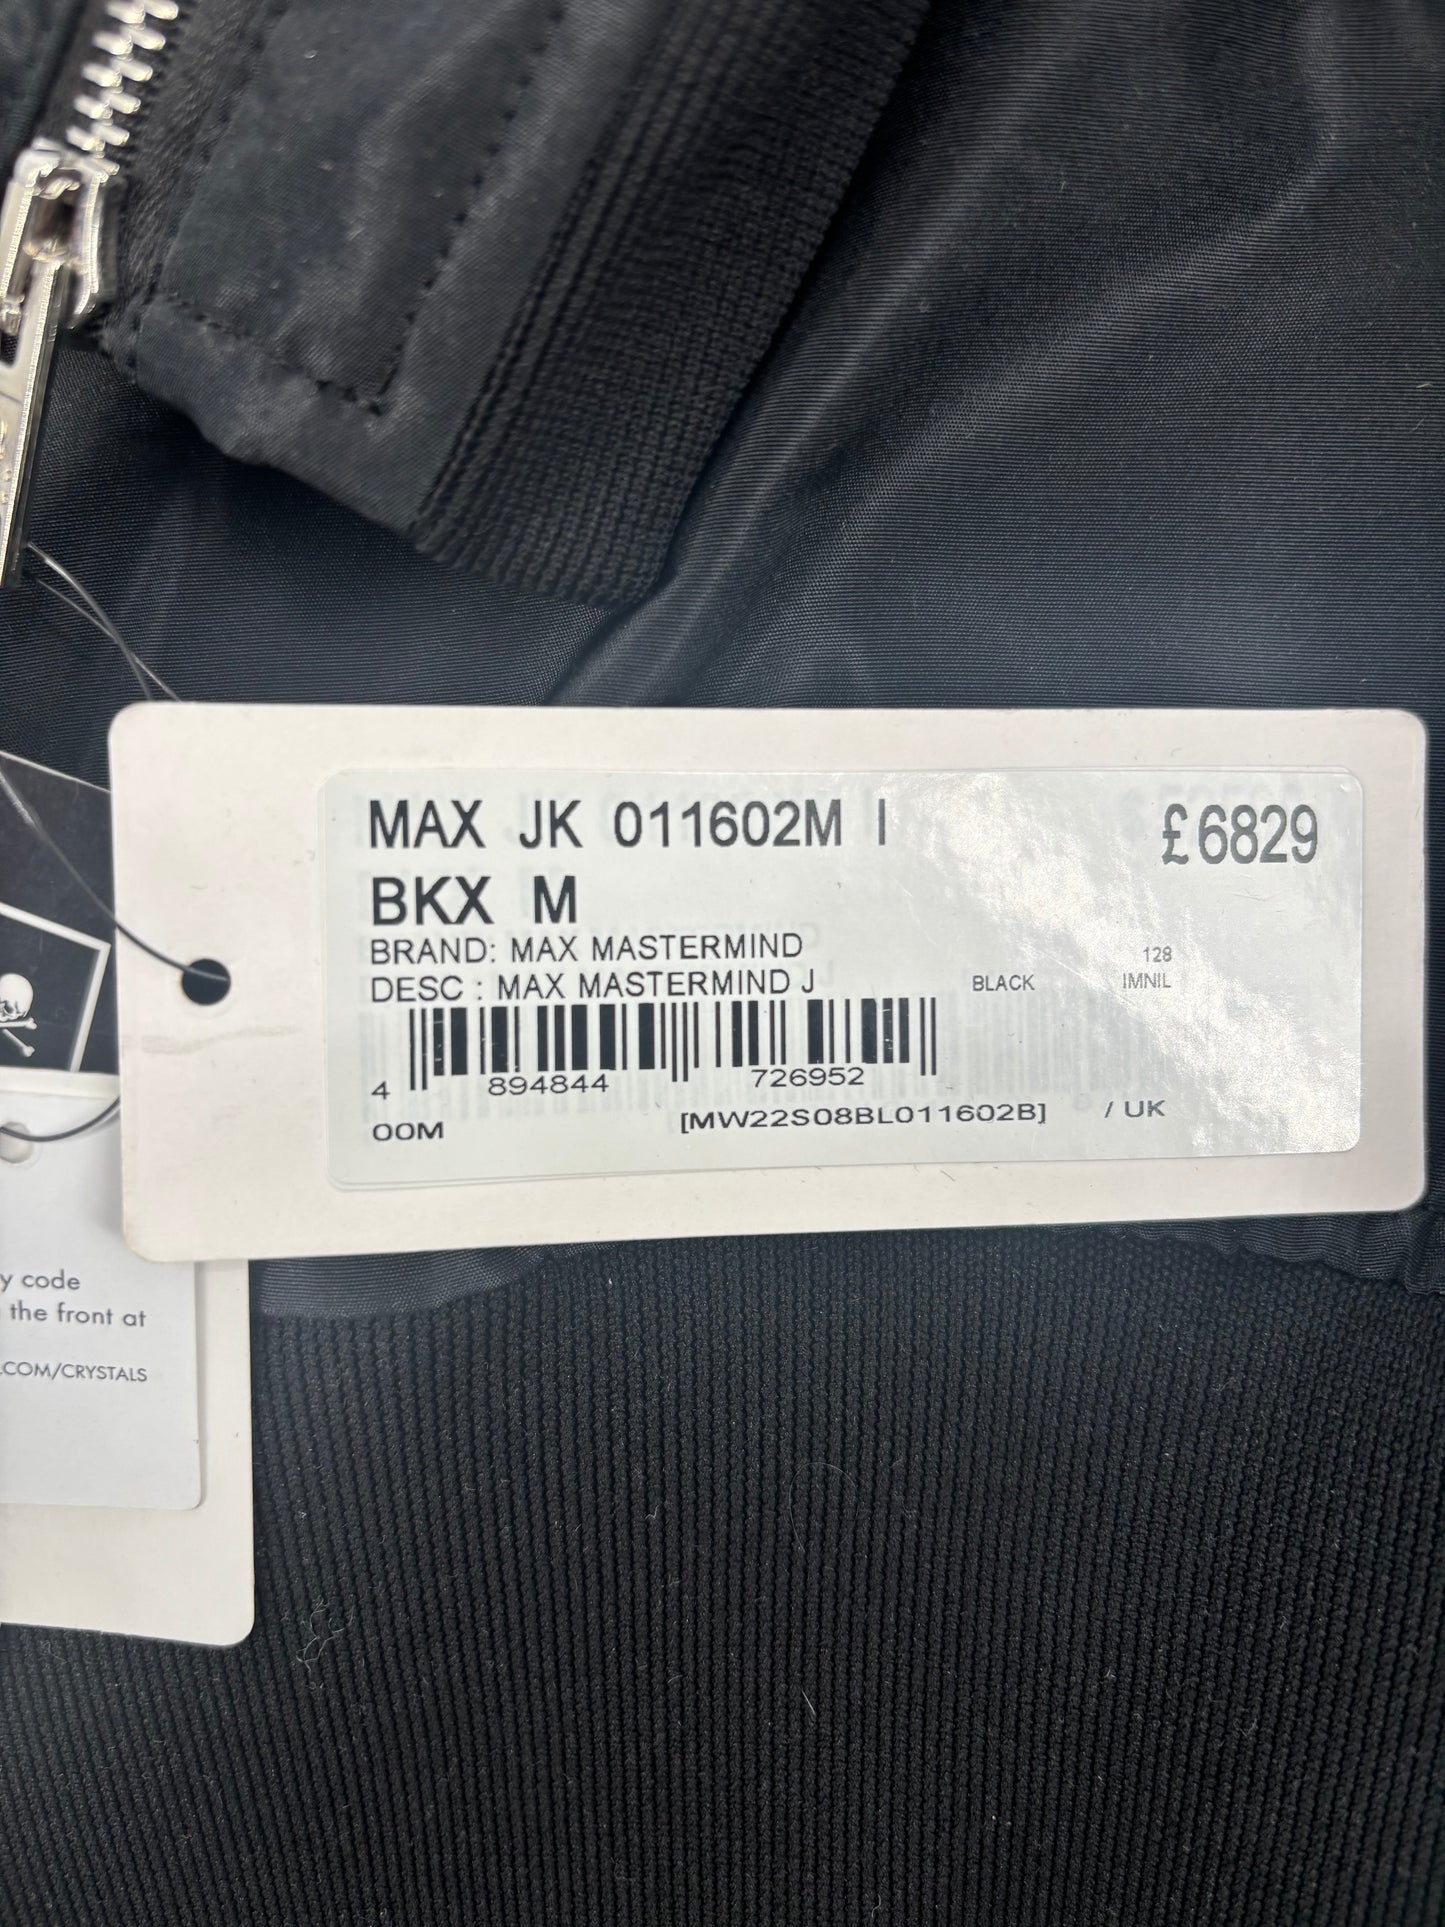 MAX JK 011602M I
£6829
BKX M
BRAND: MAX MASTERMIND
128
DESC : MAX MASTERMIND J
BLACK
IMNIL
4 894844 726952
00M
[MW22S08BL011602B]
/ UK
y code
the front at
.COM/CRYSTALS